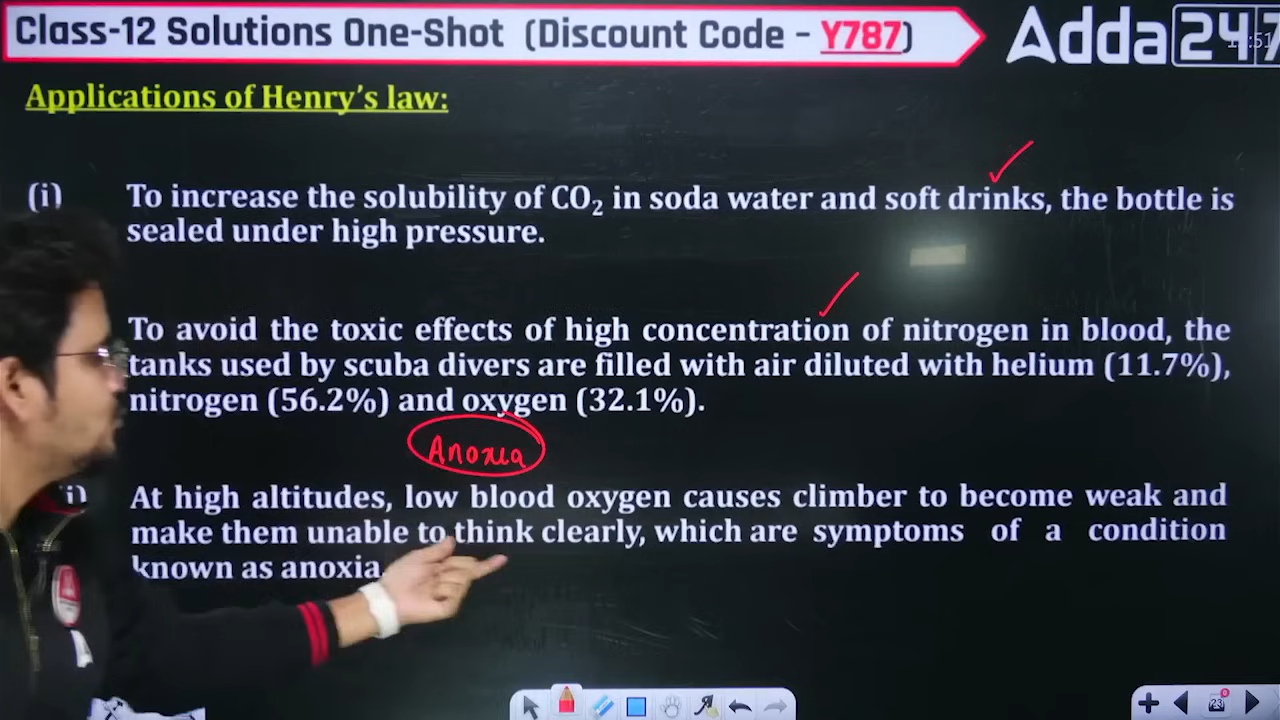 Class-12 Solutions One-Shot (Discount Code - Y787)
Adda247
Applications of Henry's law:
(i) To increase the solubility of CO₂ in soda water and soft drinks, the bottle is
sealed under high pressure.
To avoid the toxic effects of high concentration of nitrogen in blood, the
tanks used by scuba divers are filled with air diluted with helium (11.7%),
nitrogen (56.2%) and oxygen (32.1%).
Anoxia
At high altitudes, low blood oxygen causes climber to become weak and
make them unable to think clearly, which are symptoms of a condition
known as anoxia.
23